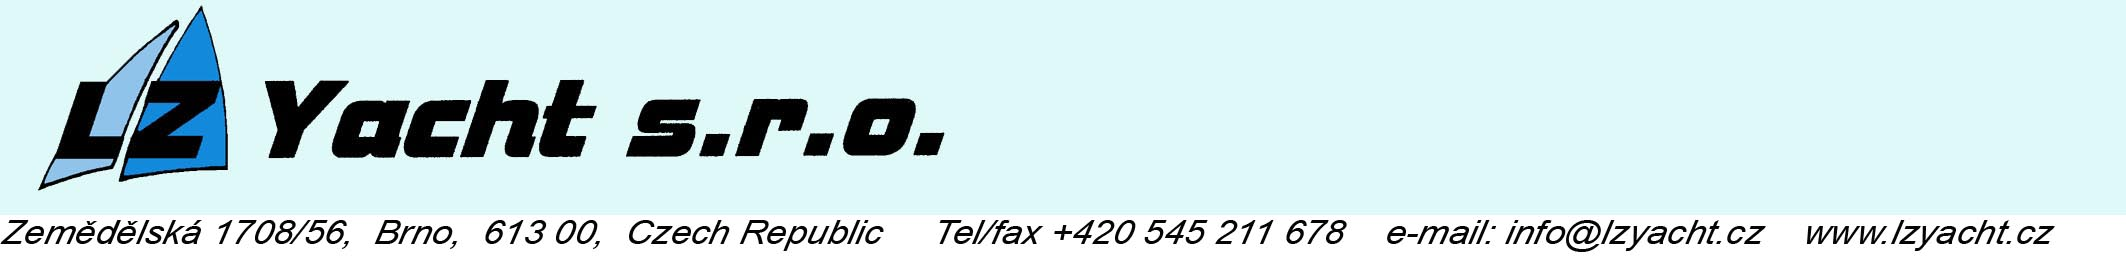 LZ Yacht s.r.o.
Zemědělská 1708/56, Brno, 613 00, Czech Republic Tel/fax +420 545 211 678 e-mail: info@lzyacht.cz www.lzyacht.cz